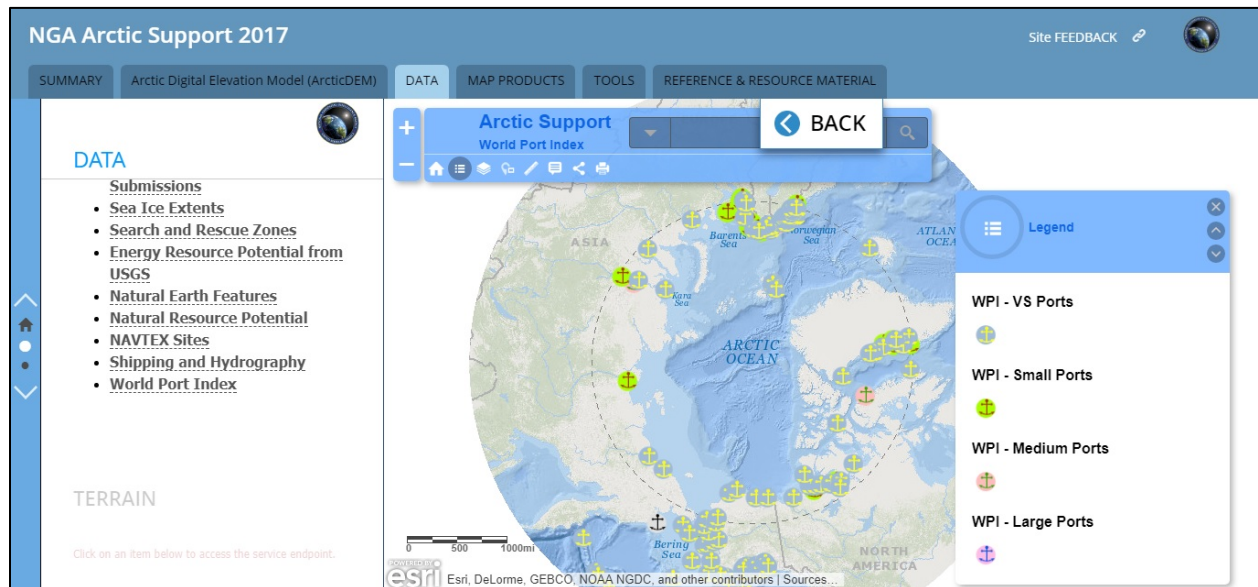 NGA Arctic Support 2017
Site FEEDBACK
SUMMARY
Arctic Digital Elevation Model (ArcticDEM)
DATA
MAP PRODUCTS
TOOLS
REFERENCE & RESOURCE MATERIAL
DATA
Submissions
Sea Ice Extents
Search and Rescue Zones
Energy Resource Potential from
USGS
Natural Earth Features
Natural Resource Potential
NAVTEX Sites
Shipping and Hydrography
World Port Index
TERRAIN
Click on an item below to access the service endpoint.
+
−
Arctic Support
World Port Index
BACK
ASIA
Barents
Sea
Norwegian
Sea
ATLAN
OCEA
Kara
Sea
ARCTIC
OCEAN
Bering
Sea
NORTH
AMERICA
0 500 1000mi
POWERED BY
esri
Esri, DeLorme, GEBCO, NOAA NGDC, and other contributors | Sources...
Legend
WPI - VS Ports
WPI - Small Ports
WPI - Medium Ports
WPI - Large Ports